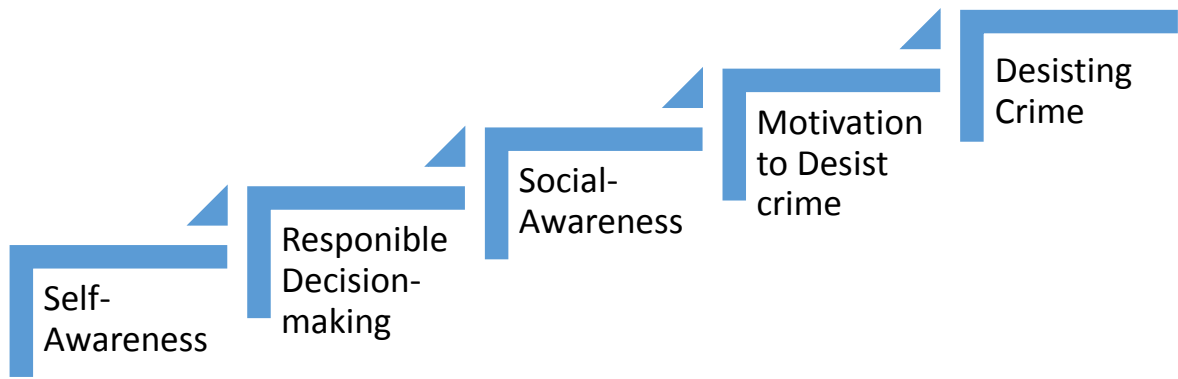 Self-
Awareness
Responible
Decision-
making
Social-
Awareness
Motivation
to Desist
crime
Desisting
Crime